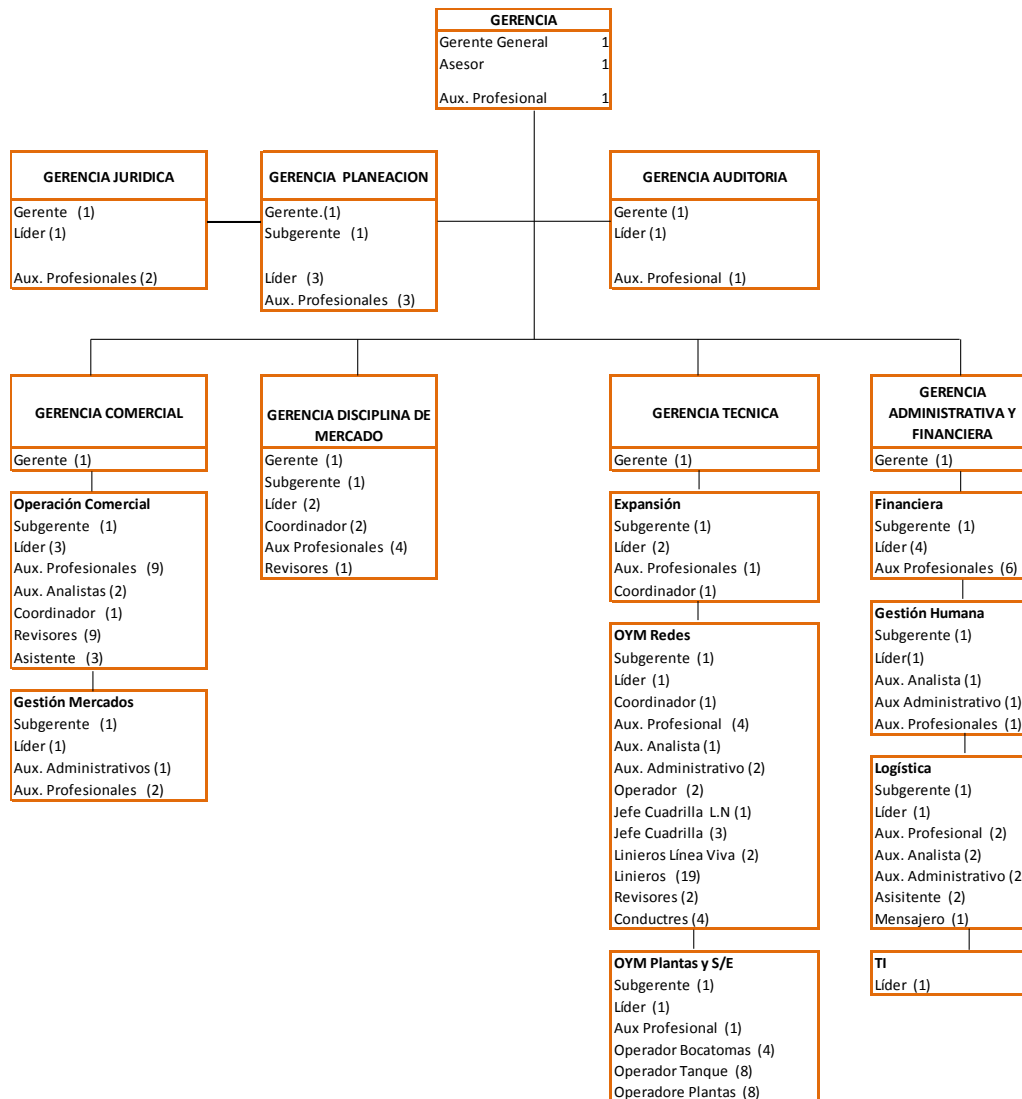 GERENCIA
Gerente General 1
Asesor 1
Aux. Profesional 1
GERENCIA JURIDICA
Gerente (1)
Líder (1)
Aux. Profesionales (2)
GERENCIA PLANEACION
Gerente.(1)
Subgerente (1)
Líder (3)
Aux. Profesionales (3)
GERENCIA AUDITORIA
Gerente (1)
Líder (1)
Aux. Profesional (1)
GERENCIA COMERCIAL
Gerente (1)
Operación Comercial
Subgerente (1)
Líder (3)
Aux. Profesionales (9)
Aux. Analistas (2)
Coordinador (1)
Revisores (9)
Asistente (3)
Gestión Mercados
Subgerente (1)
Líder (1)
Aux. Administrativos (1)
Aux. Profesionales (2)
GERENCIA DISCIPLINA DE
MERCADO
Gerente (1)
Subgerente (1)
Líder (2)
Coordinador (2)
Aux Profesionales (4)
Revisores (1)
GERENCIA TECNICA
Gerente (1)
Expansión
Subgerente (1)
Líder (2)
Aux. Profesionales (1)
Coordinador (1)
OYM Redes
Subgerente (1)
Líder (1)
Coordinador (1)
Aux. Profesional (4)
Aux. Analista (1)
Aux. Administrativo (2)
Operador (2)
Jefe Cuadrilla L.N (1)
Jefe Cuadrilla (3)
Linieros Línea Viva (2)
Linieros (19)
Revisores (2)
Conductres (4)
OYM Plantas y S/E
Subgerente (1)
Líder (1)
Aux Profesional (1)
Operador Bocatomas (4)
Operador Tanque (8)
Operadore Plantas (8)
GERENCIA
ADMINISTRATIVA Y
FINANCIERA
Gerente (1)
Financiera
Subgerente (1)
Líder (4)
Aux Profesionales (6)
Gestión Humana
Subgerente (1)
Líder(1)
Aux. Analista (1)
Aux Administrativo (1)
Aux. Profesionales (1)
Logística
Subgerente (1)
Líder (1)
Aux. Profesional (2)
Aux. Analista (2)
Aux. Administrativo (2
Asisitente (2)
Mensajero (1)
TI
Líder (1)